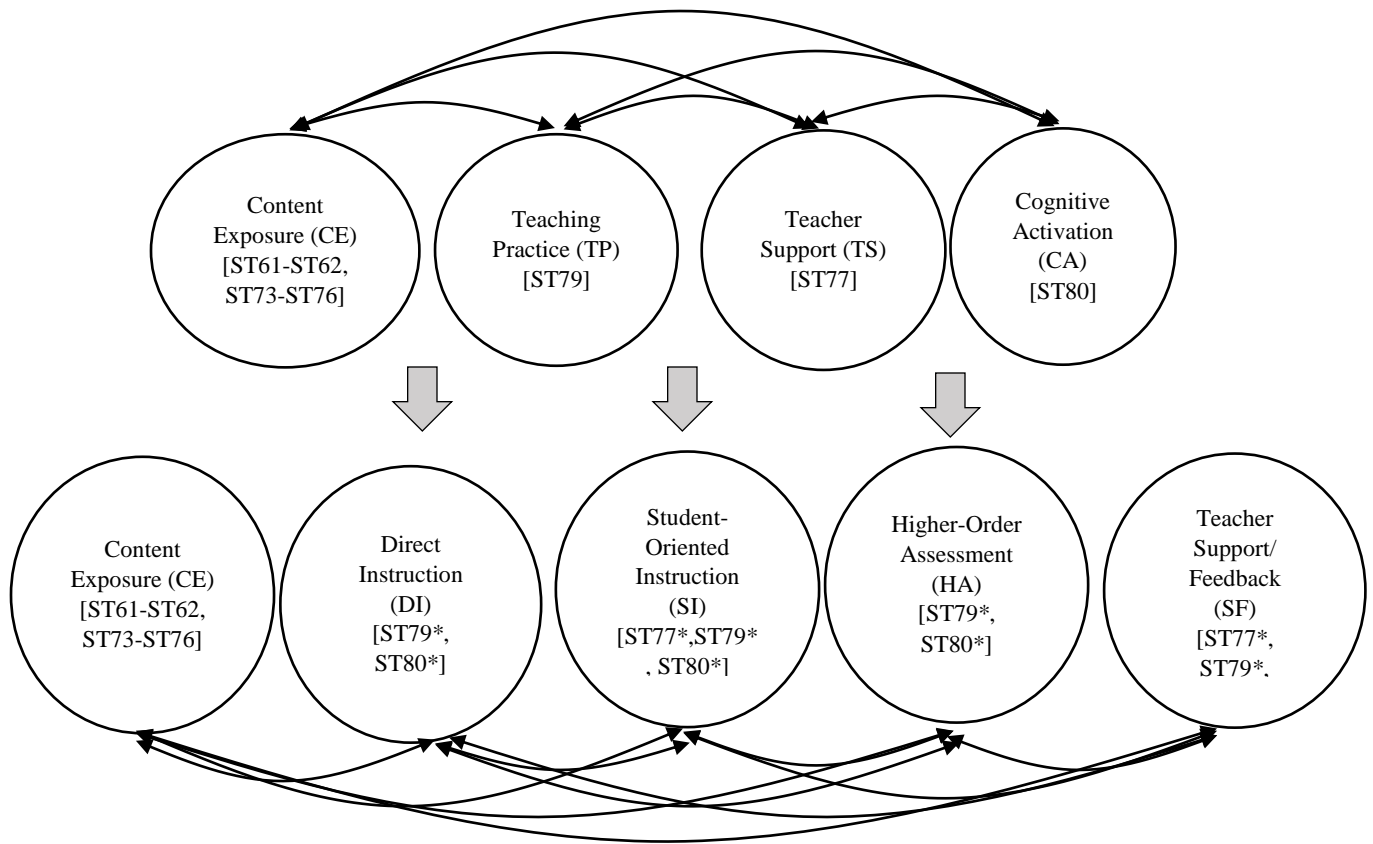 Content
Exposure (CE)
[ST61-ST62,
ST73-ST76]
Teaching
Practice (TP)
[ST79]
Teacher
Support (TS)
[ST77]
Cognitive
Activation
(CA)
[ST80]
Content
Exposure (CE)
[ST61-ST62,
ST73-ST76]
Direct
Instruction
(DI)
[ST79*,
ST80*]
Student-
Oriented
Instruction
(SI)
[ST77*,ST79*
, ST80*]
Higher-Order
Assessment
(HA)
[ST79*,
ST80*]
Teacher
Support/
Feedback
(SF)
[ST77*,
ST79*,